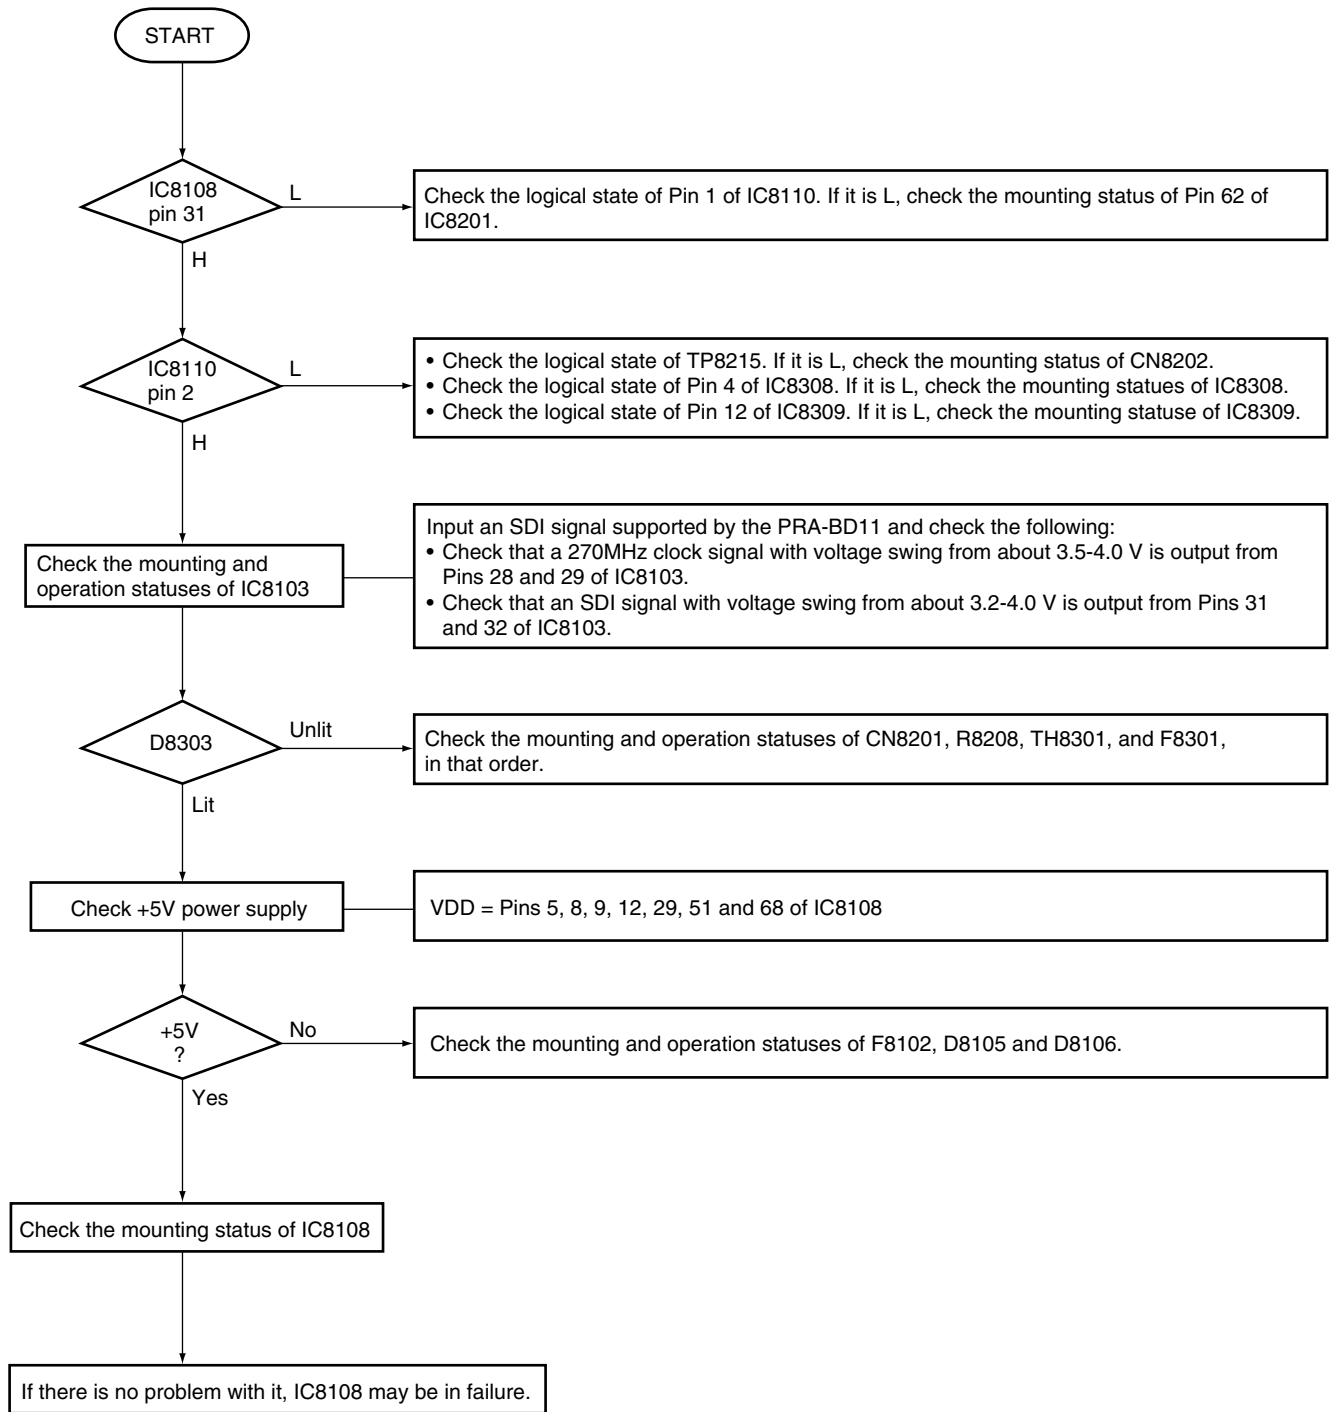 START
IC8108
pin 31
L
Check the logical state of Pin 1 of IC8110. If it is L, check the mounting status of Pin 62 of
IC8201.
H
IC8110
pin 2
L
• Check the logical state of TP8215. If it is L, check the mounting status of CN8202.
• Check the logical state of Pin 4 of IC8308. If it is L, check the mounting statues of IC8308.
• Check the logical state of Pin 12 of IC8309. If it is L, check the mounting statuse of IC8309.
H
Check the mounting and
operation statuses of IC8103
Input an SDI signal supported by the PRA-BD11 and check the following:
• Check that a 270MHz clock signal with voltage swing from about 3.5-4.0 V is output from
Pins 28 and 29 of IC8103.
• Check that an SDI signal with voltage swing from about 3.2-4.0 V is output from Pins 31
and 32 of IC8103.
D8303
Unlit
Check the mounting and operation statuses of CN8201, R8208, TH8301, and F8301,
in that order.
Lit
Check +5V power supply
VDD = Pins 5, 8, 9, 12, 29, 51 and 68 of IC8108
+5V
?
No
Check the mounting and operation statuses of F8102, D8105 and D8106.
Yes
Check the mounting status of IC8108
If there is no problem with it, IC8108 may be in failure.